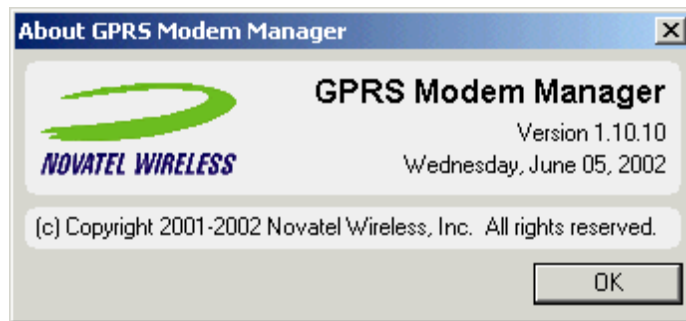 About GPRS Modem Manager
GPRS Modem Manager
Version 1.10.10
Wednesday, June 05, 2002
NOVATEL WIRELESS
(c) Copyright 2001-2002 Novatel Wireless, Inc.  All rights reserved.
OK